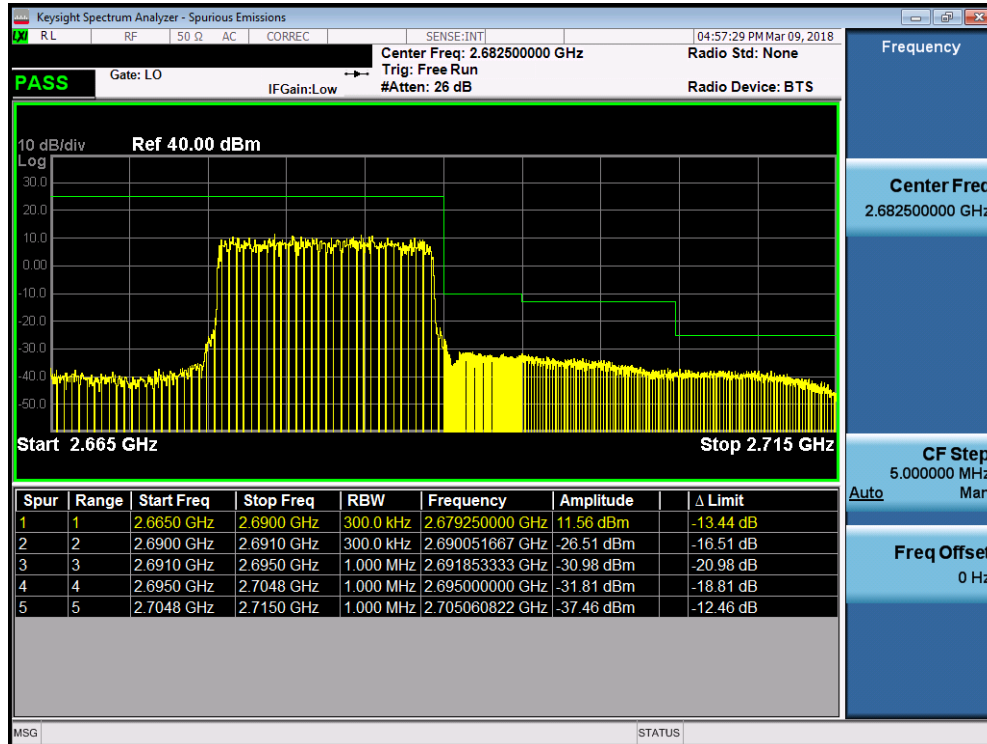 Keysight Spectrum Analyzer - Spurious Emissions
LXI RL RF 50 Ω AC CORREC SENSE:INT 04:57:29 PM Mar 09, 2018
Center Freq: 2.682500000 GHz Radio Std: None
PASS Gate: LO Trig: Free Run
IFGain:Low #Atten: 26 dB Radio Device: BTS
10 dB/div Ref 40.00 dBm
Log
30.0
20.0
10.0
0.00
-10.0
-20.0
-30.0
-40.0
-50.0
Start 2.665 GHz Stop 2.715 GHz
Spur Range Start Freq Stop Freq RBW Frequency Amplitude Δ Limit
1 1 2.6650 GHz 2.6900 GHz 300.0 kHz 2.679250000 GHz 11.56 dBm -13.44 dB
2 2 2.6900 GHz 2.6910 GHz 300.0 kHz 2.690051667 GHz -26.51 dBm -16.51 dB
3 3 2.6910 GHz 2.6950 GHz 1.000 MHz 2.691853333 GHz -30.98 dBm -20.98 dB
4 4 2.6950 GHz 2.7048 GHz 1.000 MHz 2.695000000 GHz -31.81 dBm -18.81 dB
5 5 2.7048 GHz 2.7150 GHz 1.000 MHz 2.705060822 GHz -37.46 dBm -12.46 dB
Frequency
Center Freq
2.682500000 GHz
CF Step
5.000000 MHz
Auto Man
Freq Offset
0 Hz
MSG STATUS